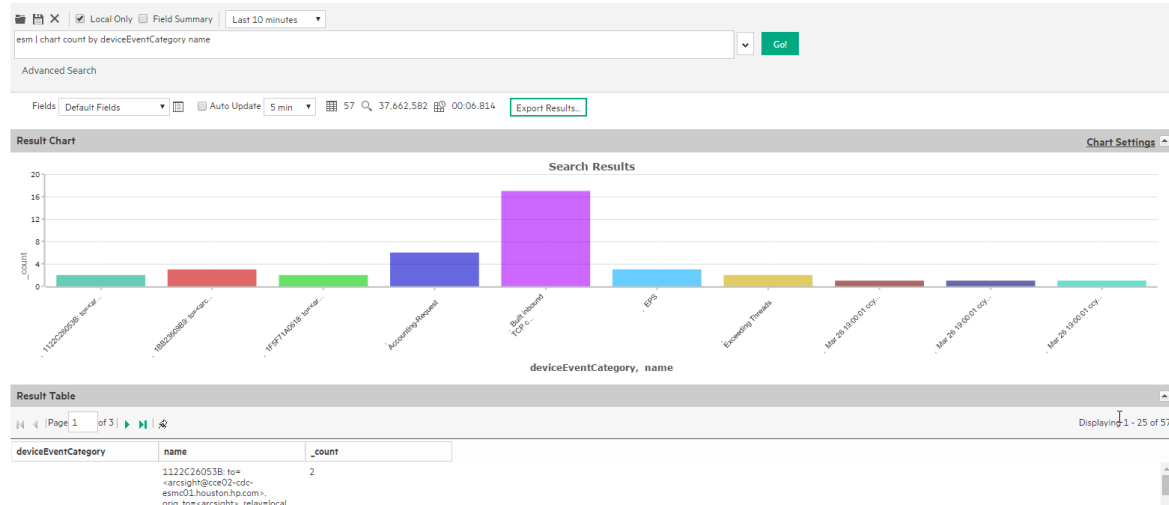 Local Only Field Summary Last 10 minutes
esm | chart count by deviceEventCategory name
Go!
Advanced Search
Fields Default Fields Auto Update 5 min 57 37,662,582 00:06.814 Export Results...
Result Chart Chart Settings
Search Results
20
16
12
8
4
0
_count
, 1122C26053B: to=<ar...
, 1BB23609B9: to=<arc...
, 1F5F71A0618: to=<ar...
, Accounting-Request
, Built inbound
TCP c...
, EPS
, Exceeding Threads
, Mar 26 19:00:01 ccy...
, Mar 26 19:00:01 ccy...
, Mar 26 19:00:01 ccy...
deviceEventCategory, name
Result Table
Page 1 of 3 Displaying 1 - 25 of 57
deviceEventCategory name _count
1122C26053B: to= 2
<arcsight@cce02-cdc-
esmc01.houston.hp.com>,
orig_to=<arcsight>, relay=local